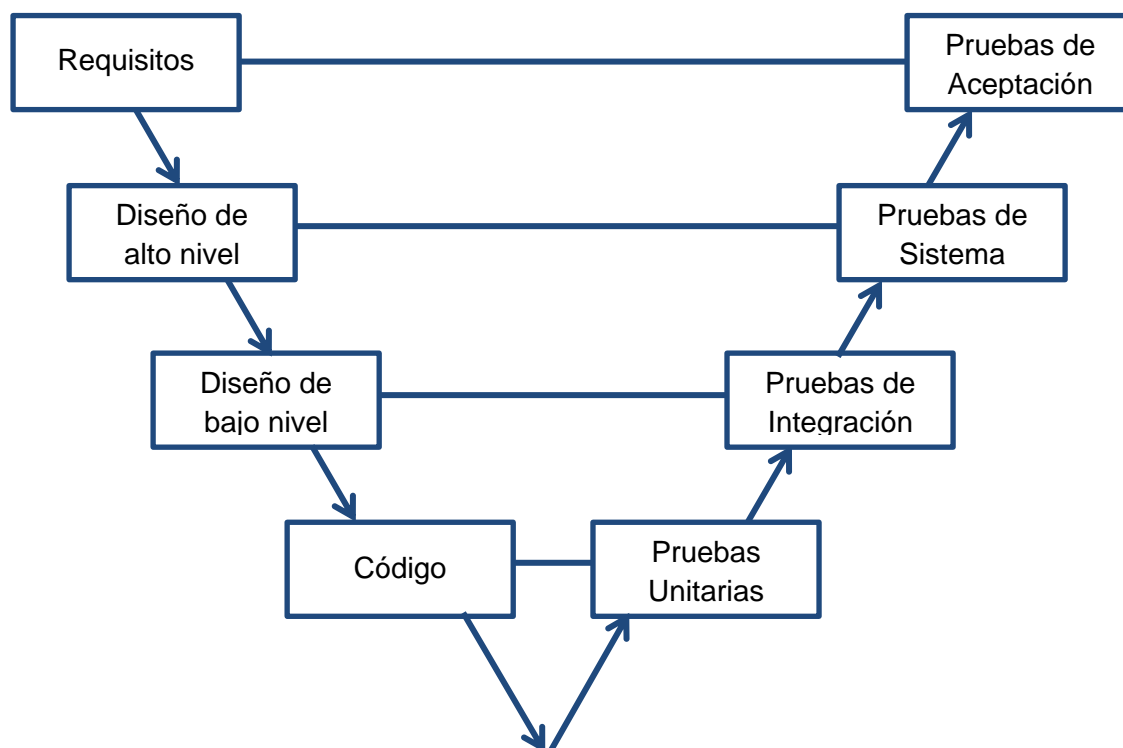 Requisitos
Pruebas de
Aceptación
Diseño de
alto nivel
Pruebas de
Sistema
Diseño de
bajo nivel
Pruebas de
Integración
Código
Pruebas
Unitarias